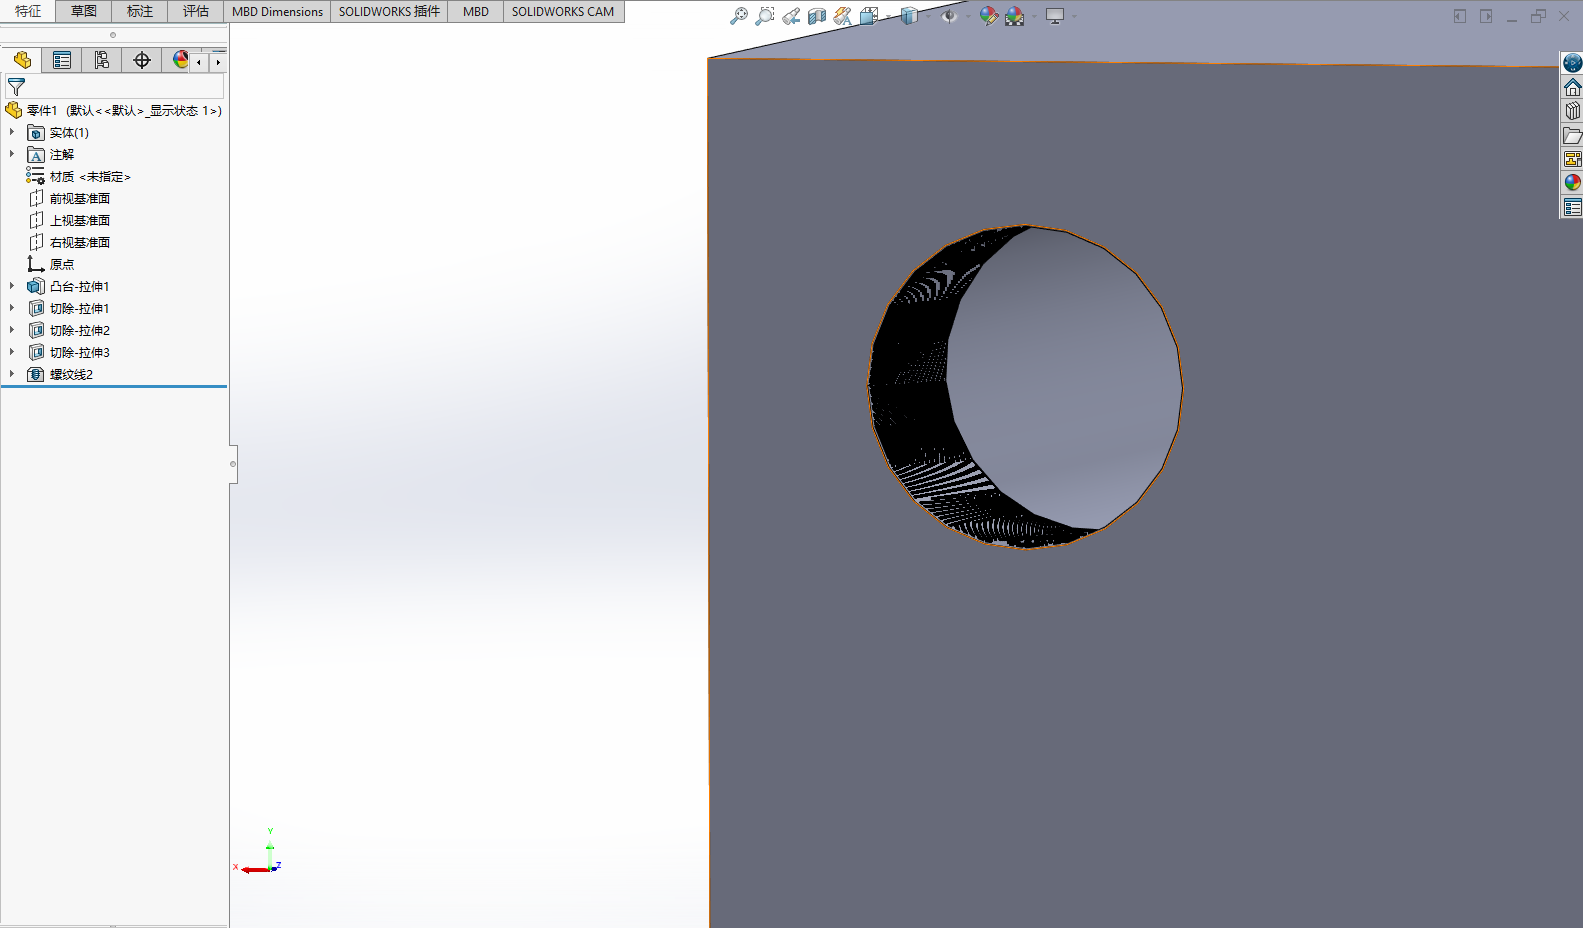 特征 草图 标注 评估 MBD Dimensions SOLIDWORKS 插件 MBD SOLIDWORKS CAM
零件1 (默认<<默认>_显示状态 1>)
实体(1)
注解
材质 <未指定>
前视基准面
上视基准面
右视基准面
原点
凸台-拉伸1
切除-拉伸1
切除-拉伸2
切除-拉伸3
螺纹线2
Y
X Z